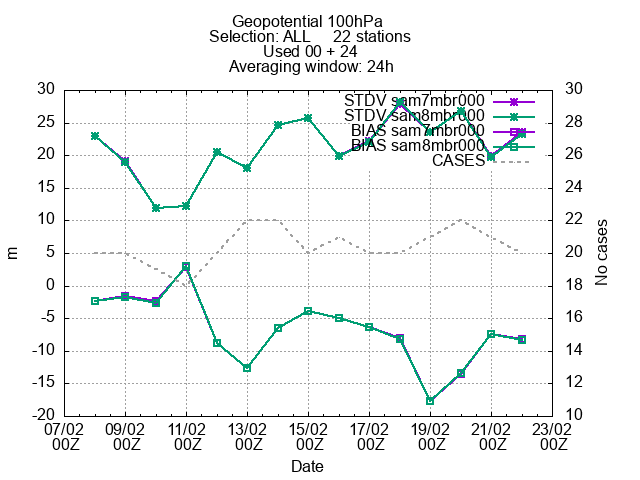 Geopotential 100hPa
Selection: ALL 22 stations
Used 00 + 24
Averaging window: 24h
30
25
20
15
10
5
0
-5
-10
-15
-20
m
STDV sam7mbr000
STDV sam8mbr000
BIAS sam7mbr000
BIAS sam8mbr000
CASES
30
28
26
24
22
20
18
16
14
12
10
No cases
07/02 09/02 11/02 13/02 15/02 17/02 19/02 21/02 23/02
00Z 00Z 00Z 00Z 00Z 00Z 00Z 00Z 00Z
Date